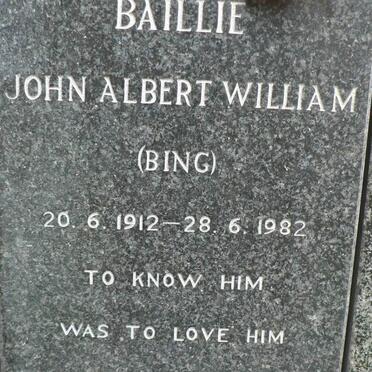 BAILLIE
JOHN ALBERT WILLIAM
(BING)
20. 6. 1912—28. 6. 1982
TO KNOW HIM
WAS TO LOVE HIM